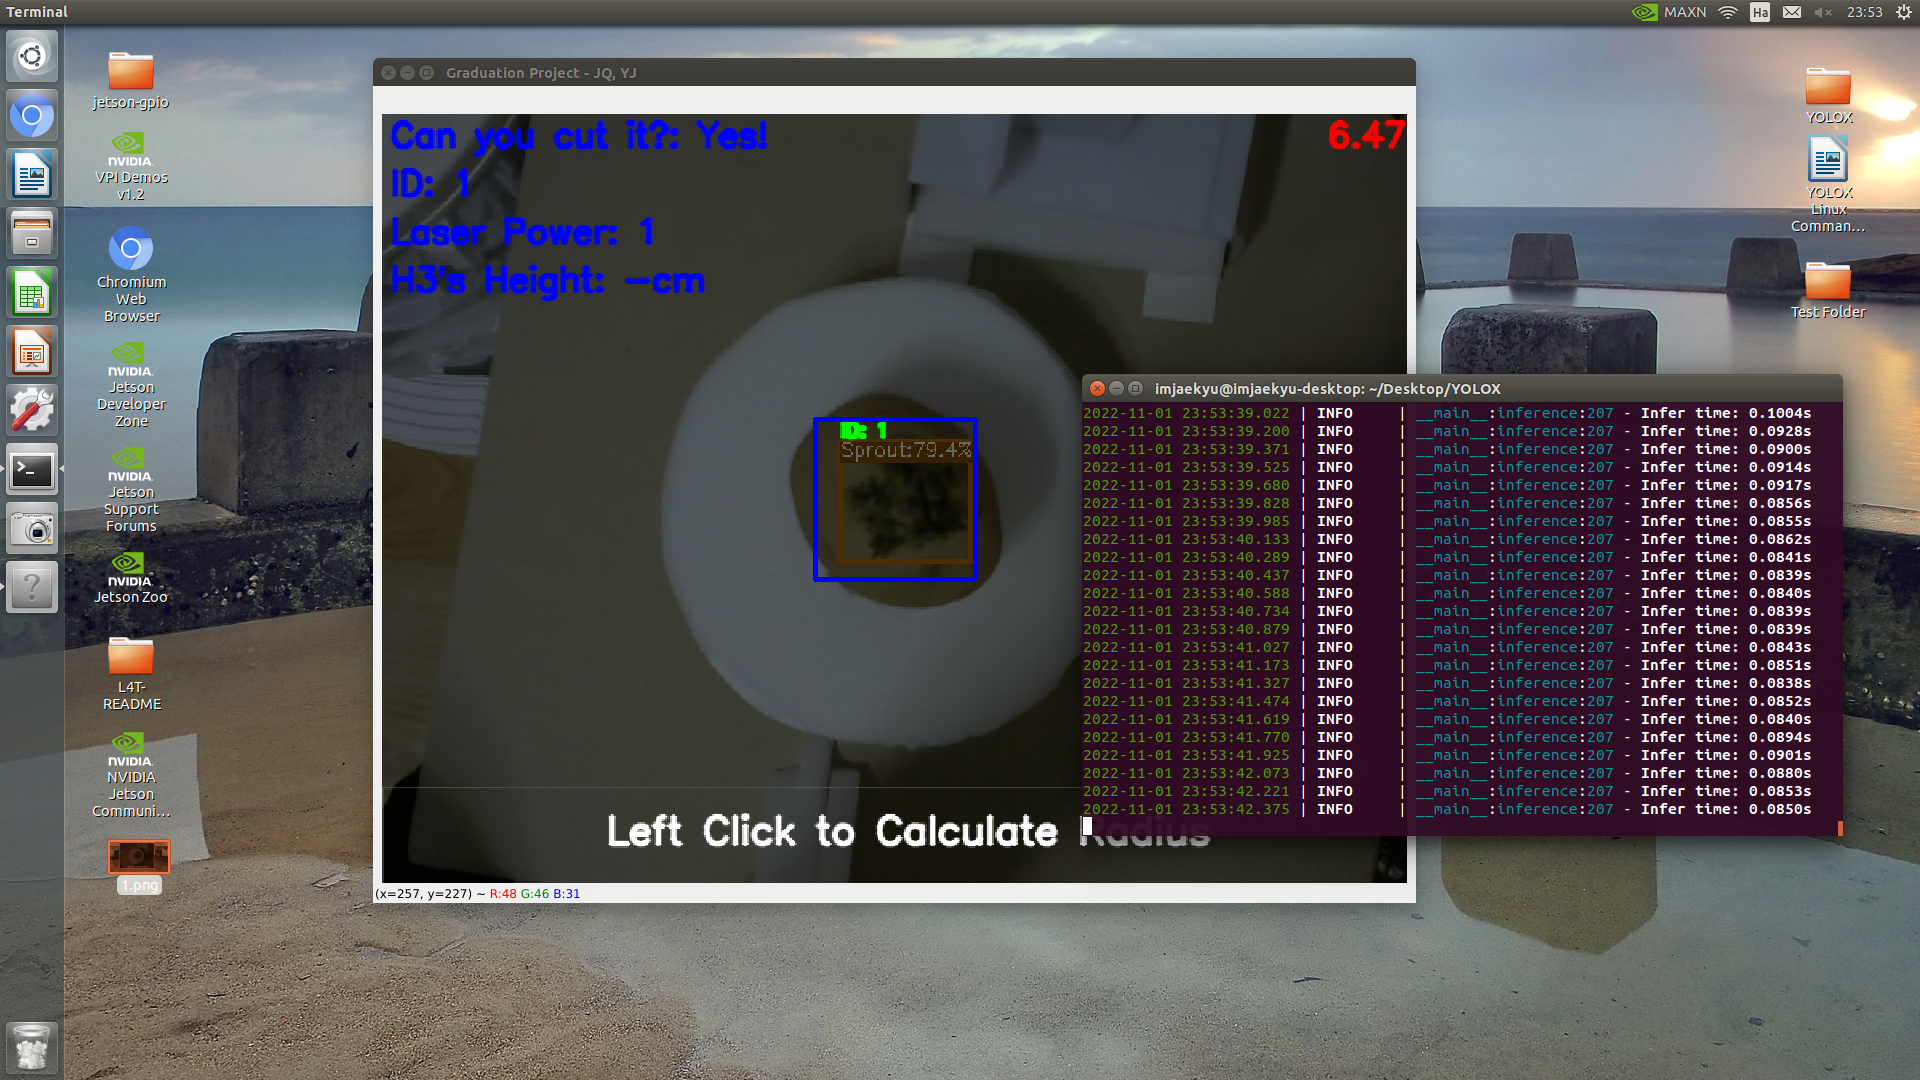 Terminal
MAXN
Ha
23:53
jetson-gpio
NVIDIA.
VPI Demos
v1.2
Chromium
Web
Browser
NVIDIA.
Jetson
Developer
Zone
NVIDIA.
Jetson
Support
Forums
NVIDIA.
Jetson Zoo
L4T-
README
NVIDIA.
NVIDIA
Jetson
Communi...
1.png
Graduation Project - JQ, YJ
Can you cut it?: Yes!
6.47
ID: 1
Laser Power: 1
H3's Height: -cm
ID: 1
Sprout:79.4%
Left Click to Calculate Radius
(x=257, y=227) ~ R:48 G:46 B:31
imjaekyu@imjaekyu-desktop: ~/Desktop/YOLOX
2022-11-01 23:53:39.022 | INFO     | __main__:inference:207 - Infer time: 0.1004s
2022-11-01 23:53:39.200 | INFO     | __main__:inference:207 - Infer time: 0.0928s
2022-11-01 23:53:39.371 | INFO     | __main__:inference:207 - Infer time: 0.0900s
2022-11-01 23:53:39.525 | INFO     | __main__:inference:207 - Infer time: 0.0914s
2022-11-01 23:53:39.680 | INFO     | __main__:inference:207 - Infer time: 0.0917s
2022-11-01 23:53:39.828 | INFO     | __main__:inference:207 - Infer time: 0.0856s
2022-11-01 23:53:39.985 | INFO     | __main__:inference:207 - Infer time: 0.0855s
2022-11-01 23:53:40.133 | INFO     | __main__:inference:207 - Infer time: 0.0862s
2022-11-01 23:53:40.289 | INFO     | __main__:inference:207 - Infer time: 0.0841s
2022-11-01 23:53:40.437 | INFO     | __main__:inference:207 - Infer time: 0.0839s
2022-11-01 23:53:40.588 | INFO     | __main__:inference:207 - Infer time: 0.0840s
2022-11-01 23:53:40.734 | INFO     | __main__:inference:207 - Infer time: 0.0839s
2022-11-01 23:53:40.879 | INFO     | __main__:inference:207 - Infer time: 0.0839s
2022-11-01 23:53:41.027 | INFO     | __main__:inference:207 - Infer time: 0.0843s
2022-11-01 23:53:41.173 | INFO     | __main__:inference:207 - Infer time: 0.0851s
2022-11-01 23:53:41.327 | INFO     | __main__:inference:207 - Infer time: 0.0838s
2022-11-01 23:53:41.474 | INFO     | __main__:inference:207 - Infer time: 0.0852s
2022-11-01 23:53:41.619 | INFO     | __main__:inference:207 - Infer time: 0.0840s
2022-11-01 23:53:41.770 | INFO     | __main__:inference:207 - Infer time: 0.0894s
2022-11-01 23:53:41.925 | INFO     | __main__:inference:207 - Infer time: 0.0901s
2022-11-01 23:53:42.073 | INFO     | __main__:inference:207 - Infer time: 0.0880s
2022-11-01 23:53:42.221 | INFO     | __main__:inference:207 - Infer time: 0.0853s
2022-11-01 23:53:42.375 | INFO     | __main__:inference:207 - Infer time: 0.0850s
YOLOX
YOLOX
Linux
Comman...
Test Folder